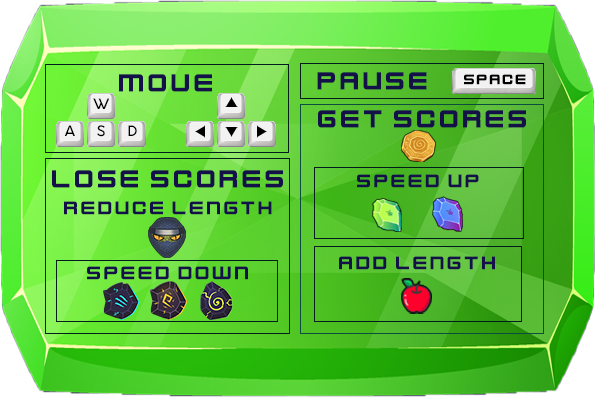 MOVE
W
A S D
LOSE SCORES
REDUCE LENGTH
SPEED DOWN
PAUSE SPACE
GET SCORES
SPEED UP
ADD LENGTH